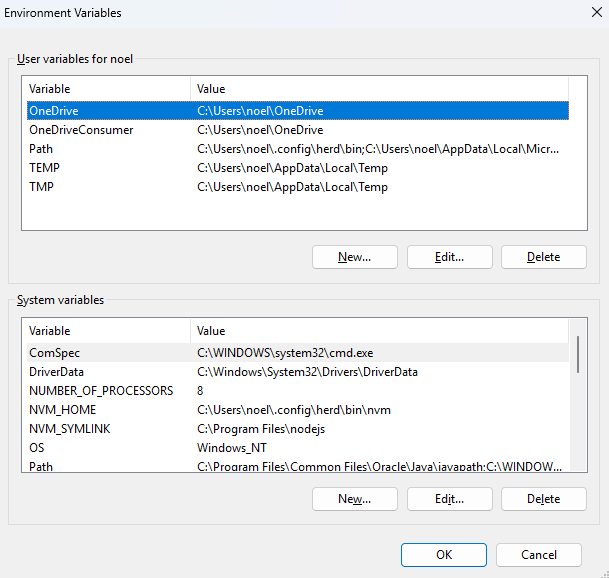 Environment Variables
User variables for noel
Variable Value
OneDrive C:\Users\noel\OneDrive
OneDriveConsumer C:\Users\noel\OneDrive
Path C:\Users\noel\.config\herd\bin;C:\Users\noel\AppData\Local\Micr...
TEMP C:\Users\noel\AppData\Local\Temp
TMP C:\Users\noel\AppData\Local\Temp
New... Edit... Delete
System variables
Variable Value
ComSpec C:\WINDOWS\system32\cmd.exe
DriverData C:\Windows\System32\Drivers\DriverData
NUMBER_OF_PROCESSORS 8
NVM_HOME C:\Users\noel\.config\herd\bin\nvm
NVM_SYMLINK C:\Program Files\nodejs
OS Windows_NT
Path C:\Program Files\Common Files\Oracle\Java\javapath;C:\WINDOW...
New... Edit... Delete
OK Cancel